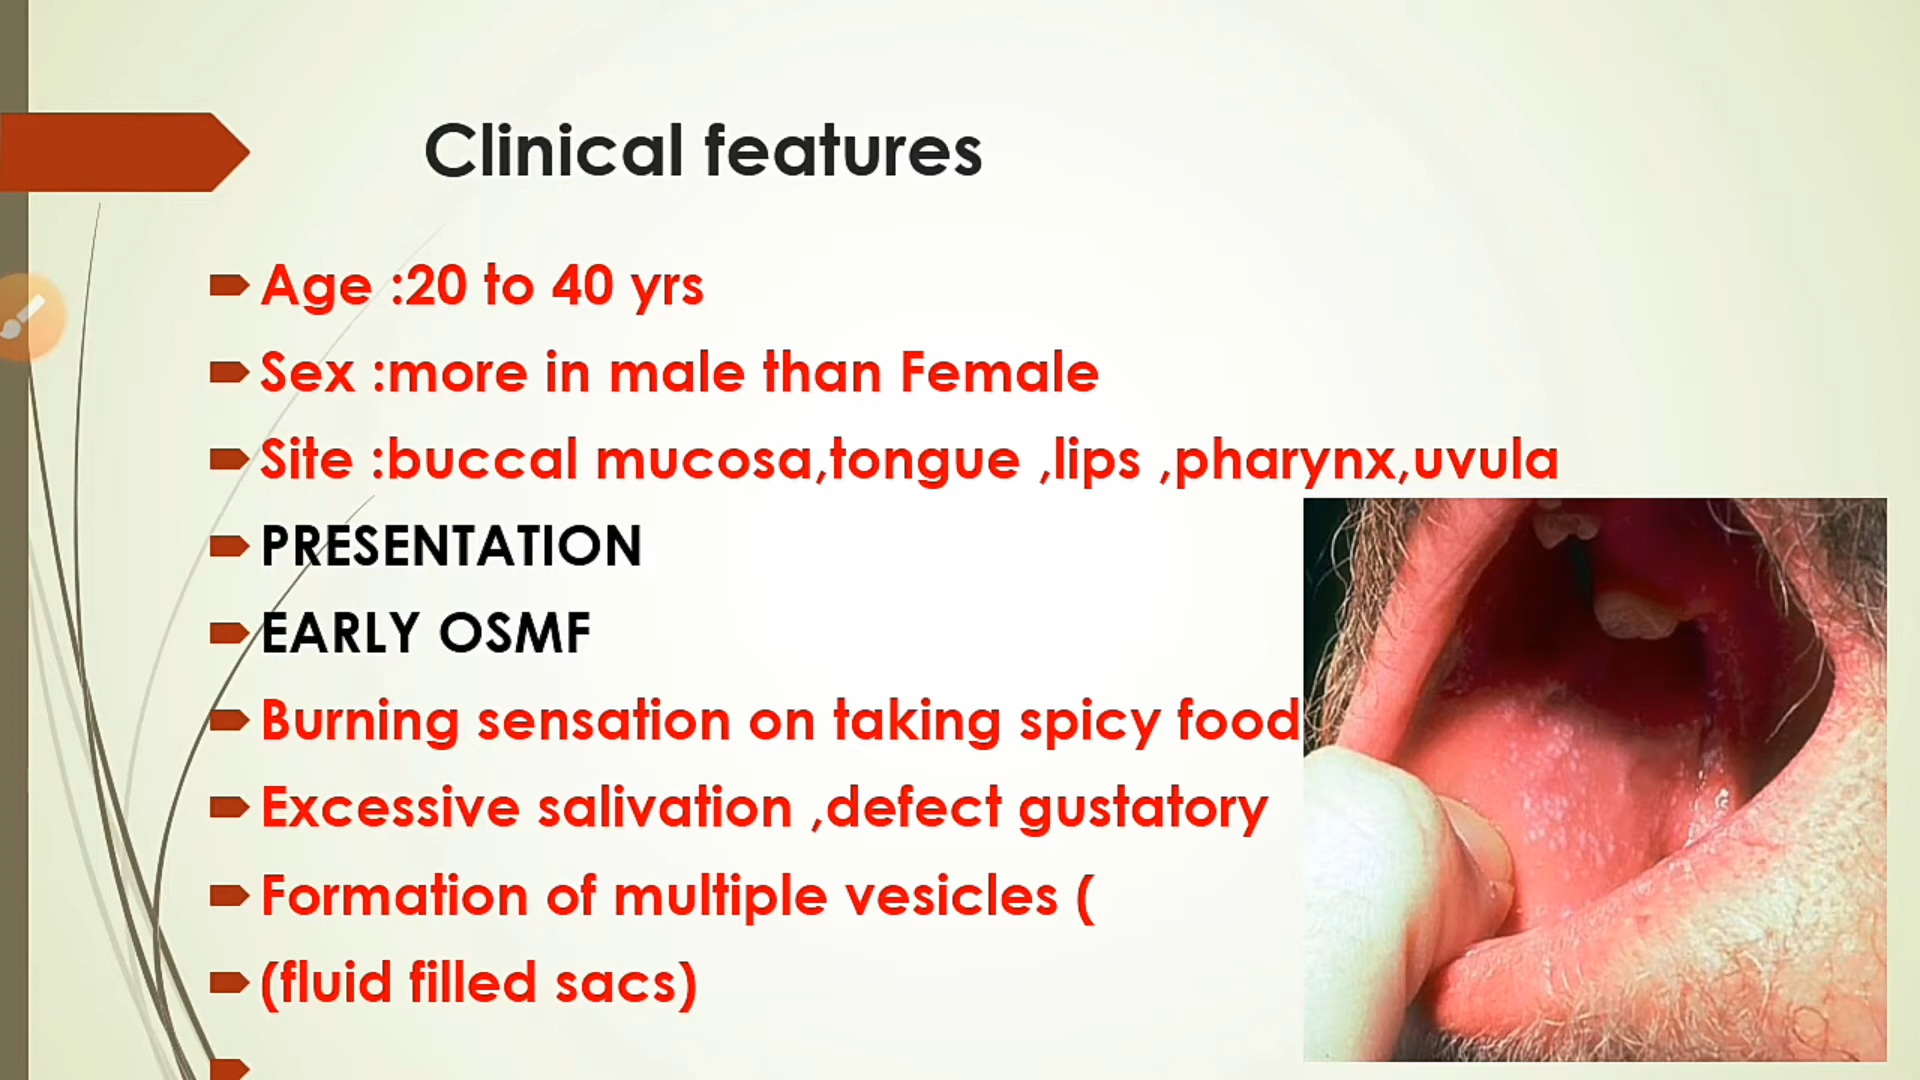 Clinical features
Age :20 to 40 yrs
Sex :more in male than Female
Site :buccal mucosa,tongue ,lips ,pharynx,uvula
PRESENTATION
EARLY OSMF
Burning sensation on taking spicy food
Excessive salivation ,defect gustatory
Formation of multiple vesicles (
(fluid filled sacs)